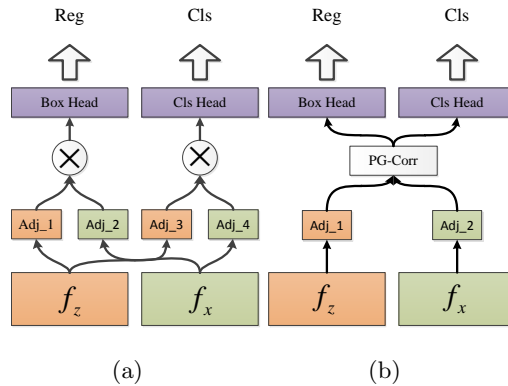 Reg Cls Reg Cls
Box Head Cls Head Box Head Cls Head
PG-Corr
Adj_1 Adj_2 Adj_3 Adj_4 Adj_1 Adj_2
f_z f_x f_z f_x
(a) (b)